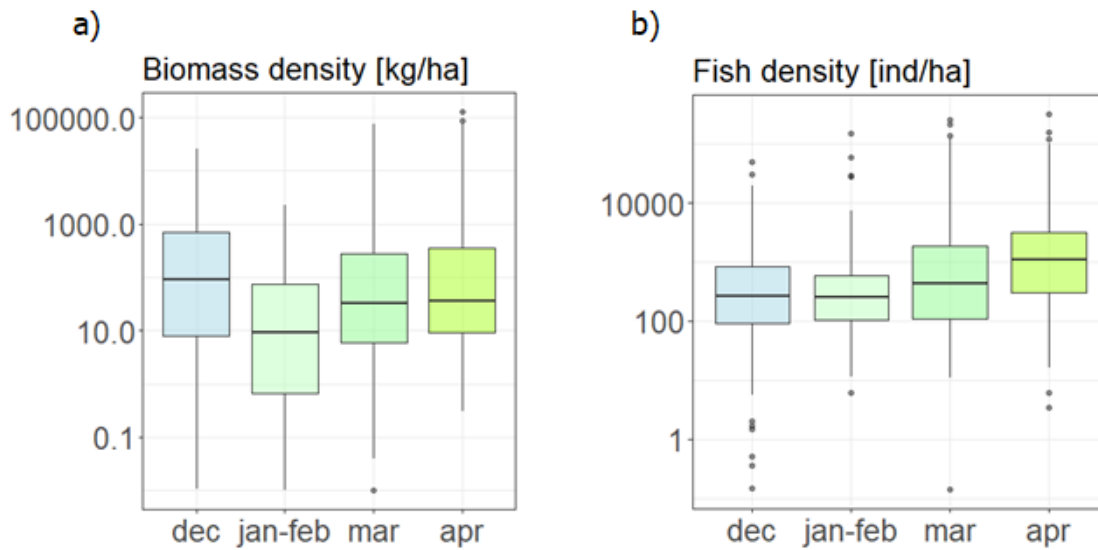 a)
Biomass density [kg/ha]
100000.0
1000.0
10.0
0.1
dec jan-feb mar apr
b)
Fish density [ind/ha]
10000
100
1
dec jan-feb mar apr